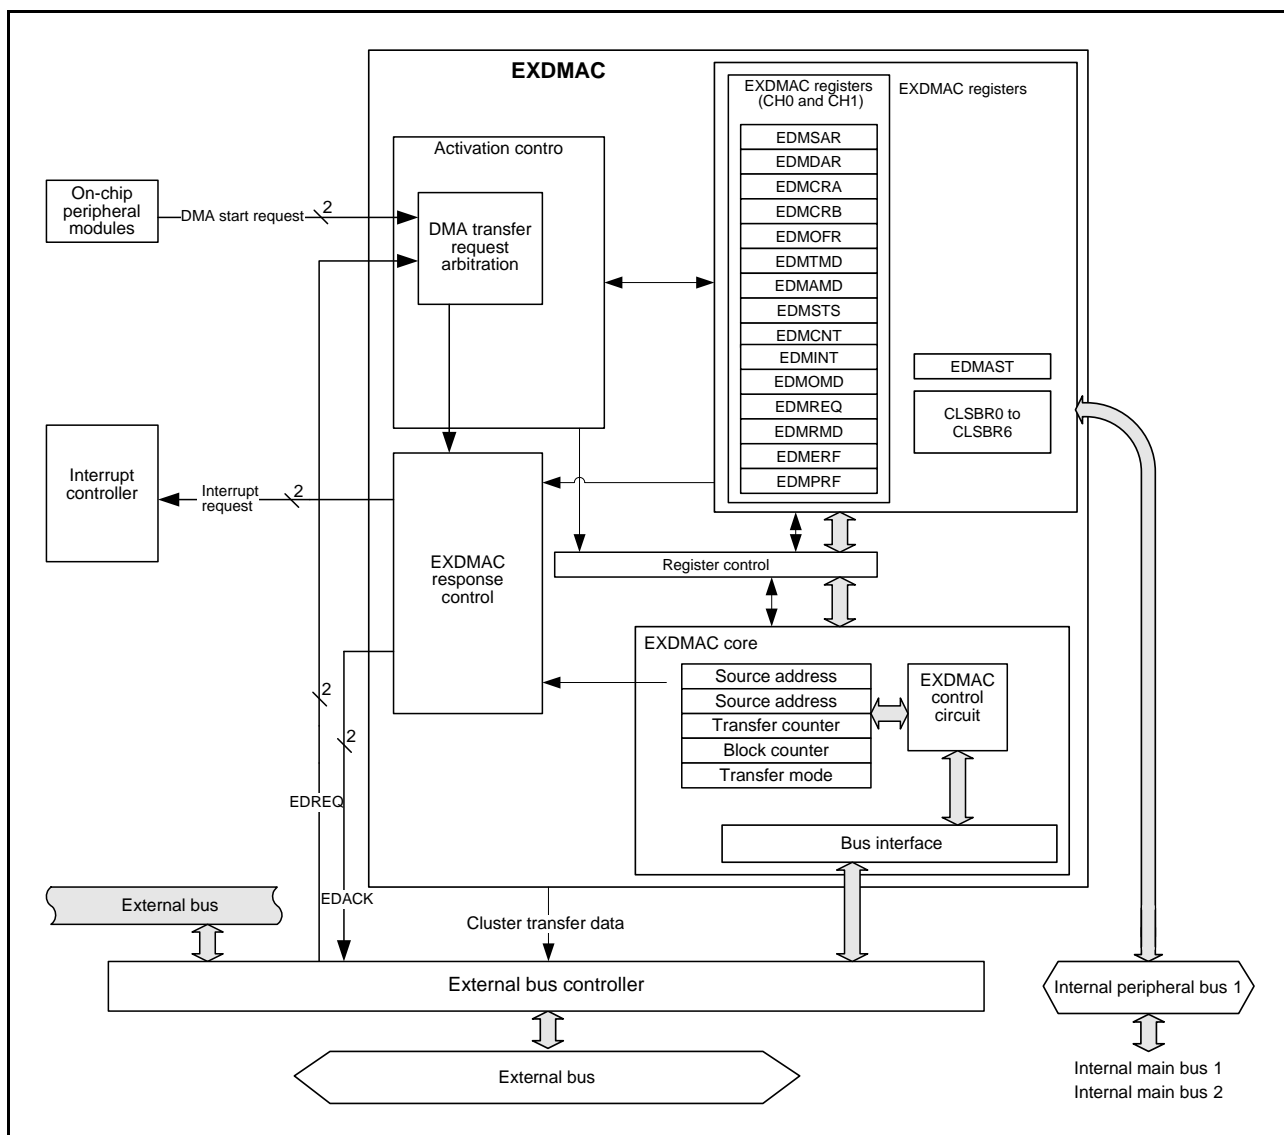 EXDMAC
EXDMAC registers
(CH0 and CH1)
EXDMAC registers
EDMSAR
EDMDAR
EDMCRA
EDMCRB
EDMOFR
EDMTMD
EDMAMD
EDMSTS
EDMCNT
EDMINT
EDMOMD
EDMREQ
EDMRMD
EDMERF
EDMPRF
EDMAST
CLSBR0 to
CLSBR6
Activation contro
On-chip
peripheral
modules
DMA start request
2
DMA transfer
request
arbitration
Interrupt
controller
Interrupt
request
2
EXDMAC
response
control
Register control
EXDMAC core
Source address
Source address
Transfer counter
Block counter
Transfer mode
EXDMAC
control
circuit
Bus interface
2
2
EDREQ
EDACK
External bus
Cluster transfer data
External bus controller
External bus
Internal peripheral bus 1
Internal main bus 1
Internal main bus 2